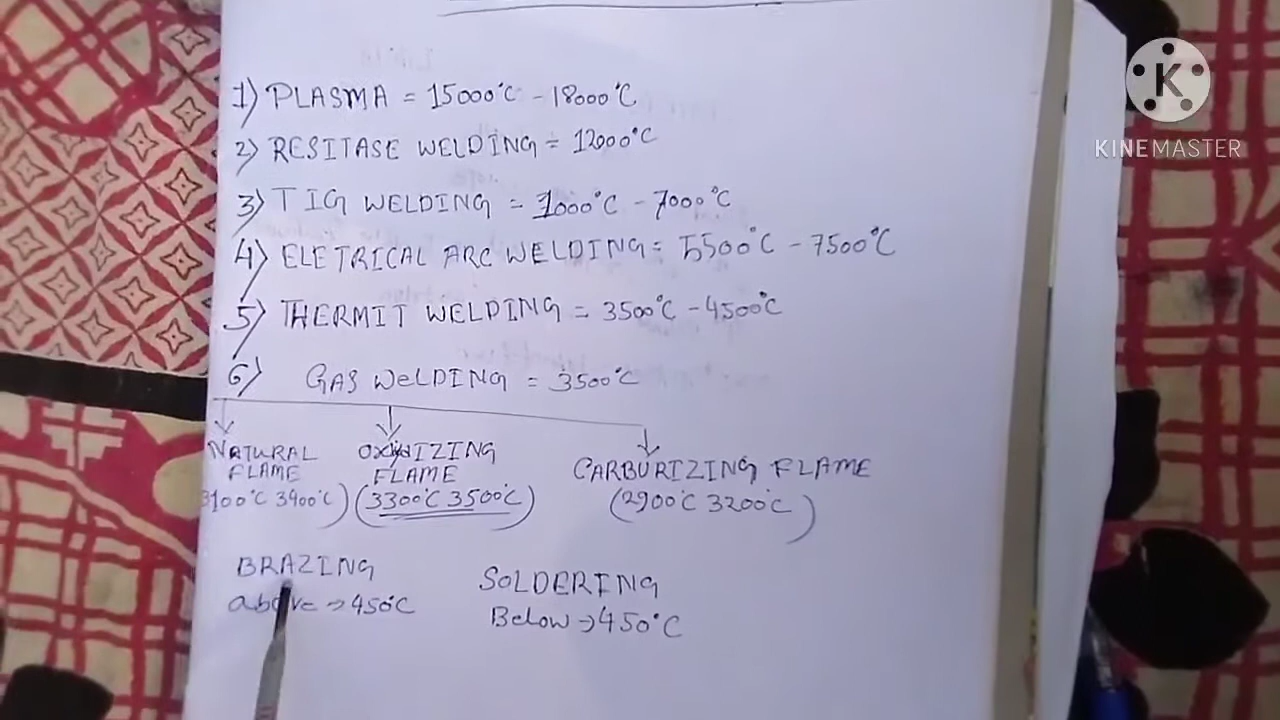 1) PLASMA = 15000°C - 18000°C
2) RESITASE WELDING = 12000°C
3) TIG WELDING = 1000°C - 7000°C
4) ELETRICAL ARC WELDING = 5500°C - 7500°C
5) THERMIT WELDING = 3500°C - 4500°C
6) GAS WELDING = 3500°C
NATURAL FLAME
(3100°C 3400°C)
OXIDIZING FLAME
(3300°C 3500°C)
CARBURIZING FLAME
(2900°C 3200°C)
BRAZING
above → 450°C
SOLDERING
Below → 450°C
K
KINEMASTER